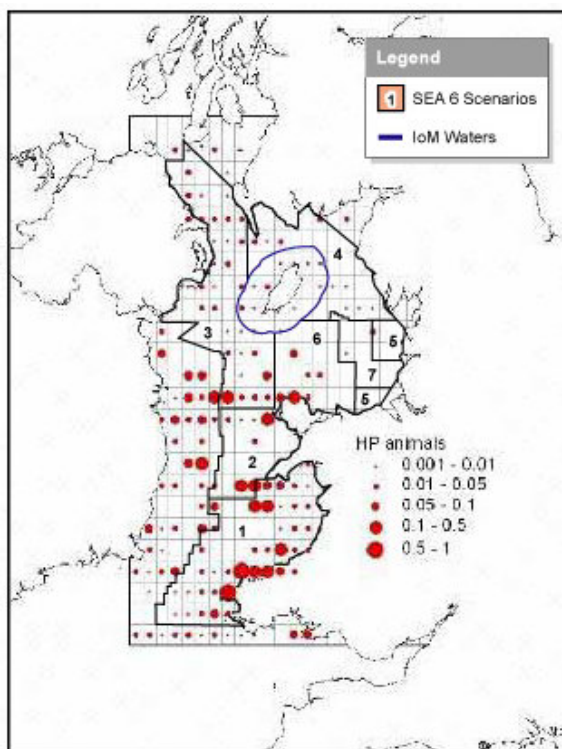 Legend
1 SEA 6 Scenarios
IoM Waters
4
3
6
5
7
5
2
1
HP animals
0.001 - 0.01
0.01 - 0.05
0.05 - 0.1
0.1 - 0.5
0.5 - 1